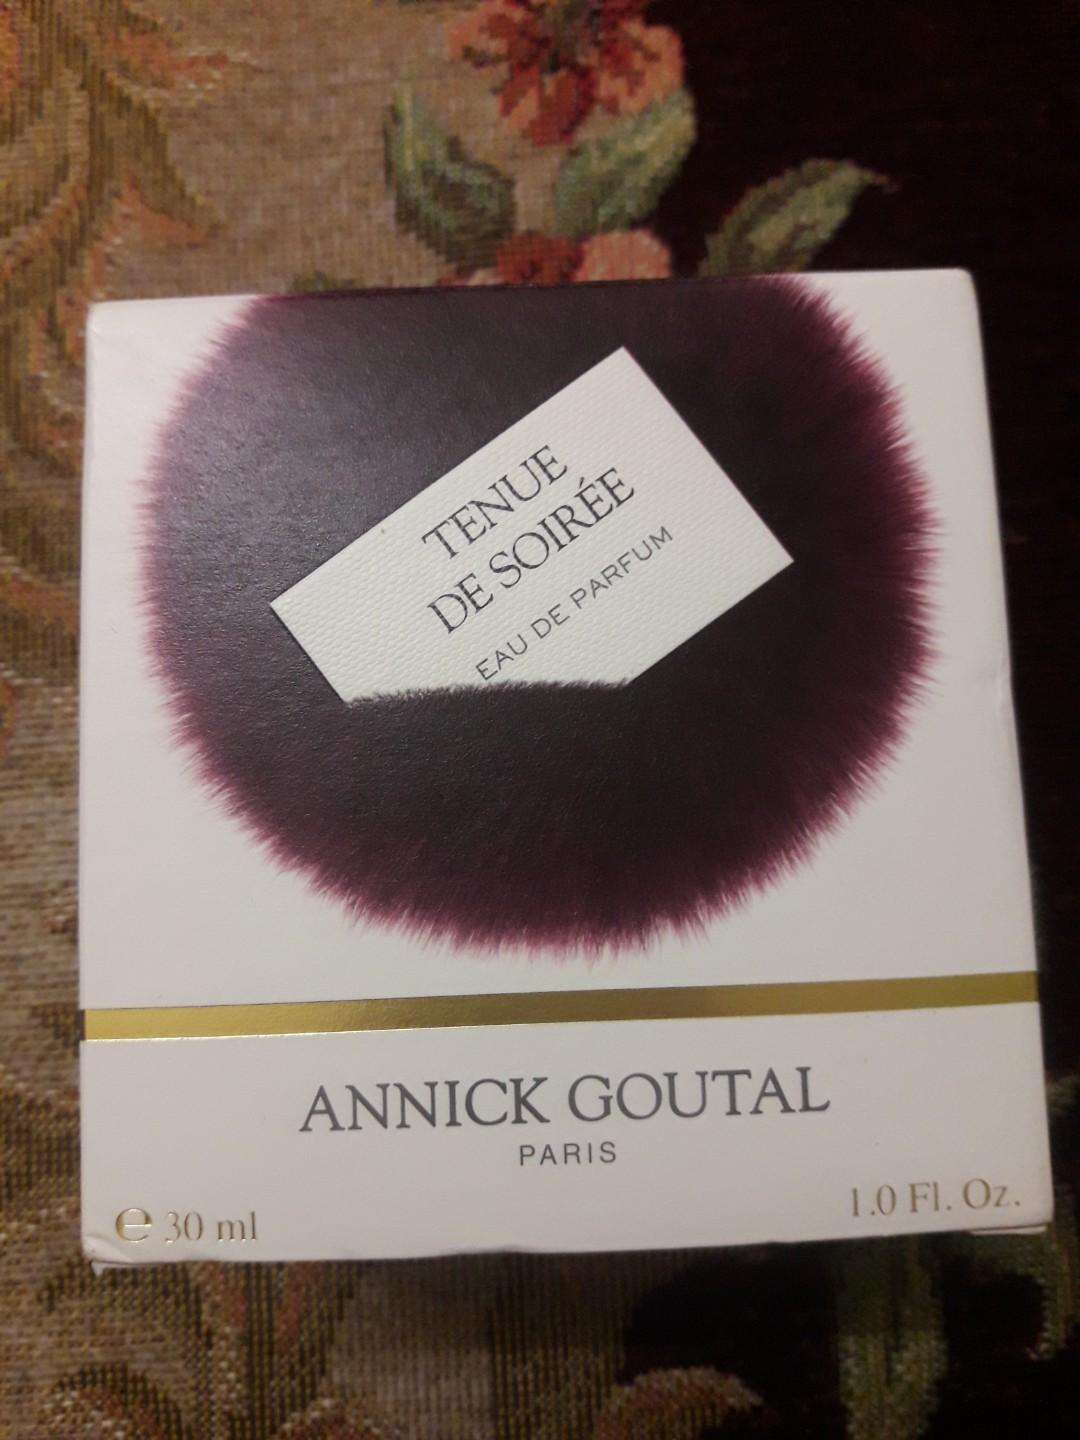 TENUE
DE SOIRÉE
EAU DE PARFUM
ANNICK GOUTAL
PARIS
℮ 30 ml
1.0 Fl. Oz.